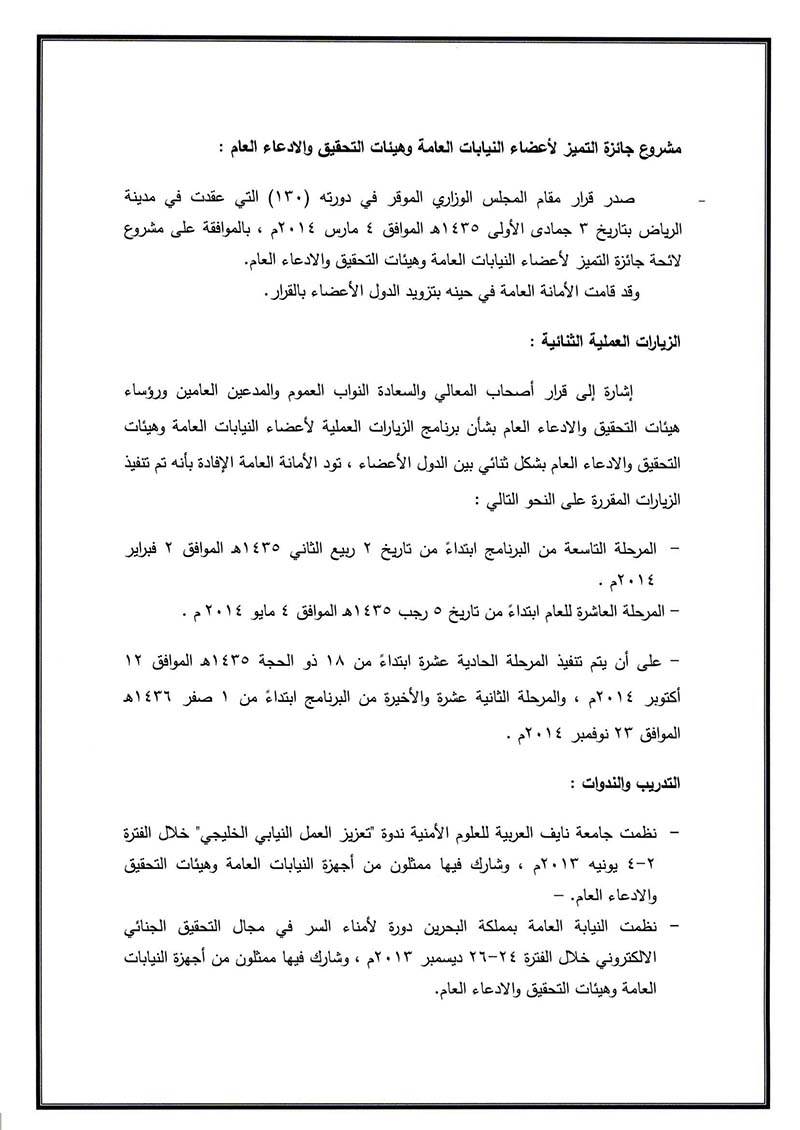 مشروع جائزة التميز لأعضاء النيابات العامة وهيئات التحقيق والادعاء العام :
- صدر قرار مقام المجلس الوزاري الموقر في دورته (١٣٠) التي عقدت في مدينة
الرياض بتاريخ ٣ جمادى الأولى ١٤٣٥هـ الموافق ٤ مارس ٢٠١٤م ، بالموافقة على مشروع
لائحة جائزة التميز لأعضاء النيابات العامة وهيئات التحقيق والادعاء العام.
وقد قامت الأمانة العامة في حينه بتزويد الدول الأعضاء بالقرار.
الزيارات العملية الثنائية :
إشارة إلى قرار أصحاب المعالي والسعادة النواب العموم والمدعين العامين ورؤساء
هيئات التحقيق والادعاء العام بشأن برنامج الزيارات العملية لأعضاء النيابات العامة وهيئات
التحقيق والادعاء العام بشكل ثنائي بين الدول الأعضاء ، تود الأمانة العامة الإفادة بأنه تم تنفيذ
الزيارات المقررة على النحو التالي :
- المرحلة التاسعة من البرنامج ابتداءً من تاريخ ٢ ربيع الثاني ١٤٣٥هـ الموافق ٢ فبراير
٢٠١٤م .
- المرحلة العاشرة للعام ابتداءً من تاريخ ٥ رجب ١٤٣٥هـ الموافق ٤ مايو ٢٠١٤ م .
- على أن يتم تنفيذ المرحلة الحادية عشرة ابتداءً من ١٨ ذو الحجة ١٤٣٥هـ الموافق ١٢
أكتوبر ٢٠١٤م ، والمرحلة الثانية عشرة والأخيرة من البرنامج ابتداءً من ١ صفر ١٤٣٦هـ
الموافق ٢٣ نوفمبر ٢٠١٤م .
التدريب والندوات :
- نظمت جامعة نايف العربية للعلوم الأمنية ندوة "تعزيز العمل النيابي الخليجي" خلال الفترة
٢-٤ يونيه ٢٠١٣م ، وشارك فيها ممثلون من أجهزة النيابات العامة وهيئات التحقيق
والادعاء العام. -
- نظمت النيابة العامة بمملكة البحرين دورة لأمناء السر في مجال التحقيق الجنائي
الالكتروني خلال الفترة ٢٤-٢٦ ديسمبر ٢٠١٣م ، وشارك فيها ممثلون من أجهزة النيابات
العامة وهيئات التحقيق والادعاء العام.